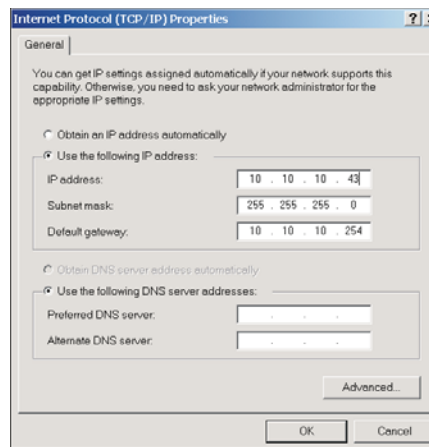 Internet Protocol (TCP/IP) Properties
General
You can get IP settings assigned automatically if your network supports this
capability. Otherwise, you need to ask your network administrator for the
appropriate IP settings.
Obtain an IP address automatically
Use the following IP address:
IP address: 10 . 10 . 10 . 43
Subnet mask: 255 . 255 . 255 . 0
Default gateway: 10 . 10 . 10 . 254
Obtain DNS server address automatically
Use the following DNS server addresses:
Preferred DNS server: . . .
Alternate DNS server: . . .
Advanced...
OK Cancel